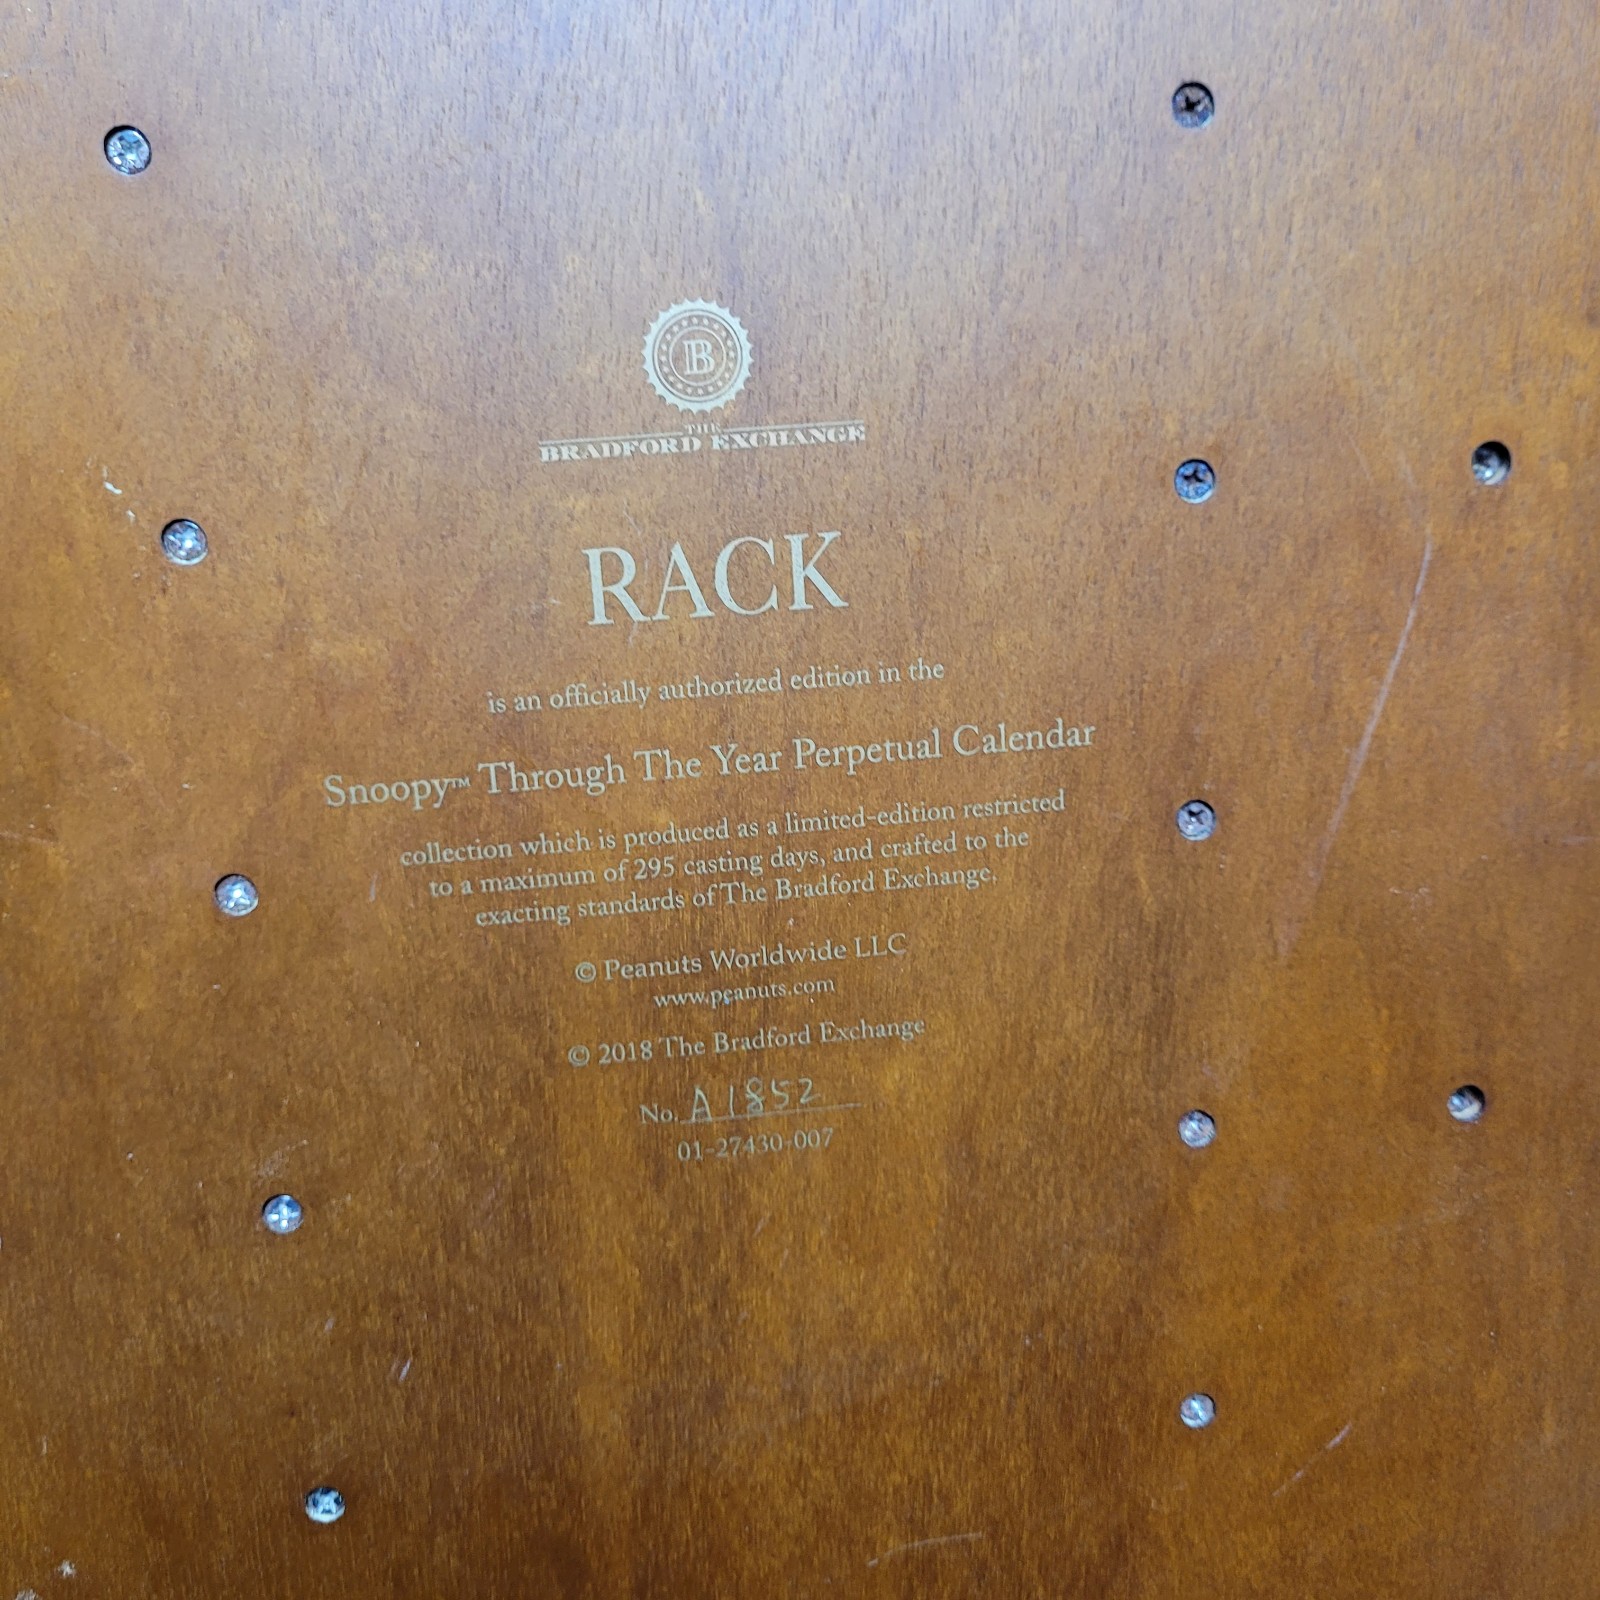 B
THE
BRADFORD EXCHANGE
RACK
is an officially authorized edition in the
Snoopy™ Through The Year Perpetual Calendar
collection which is produced as a limited-edition restricted
to a maximum of 295 casting days, and crafted to the
exacting standards of The Bradford Exchange.
© Peanuts Worldwide LLC
www.peanuts.com
© 2018 The Bradford Exchange
No. A1852
01-27430-007